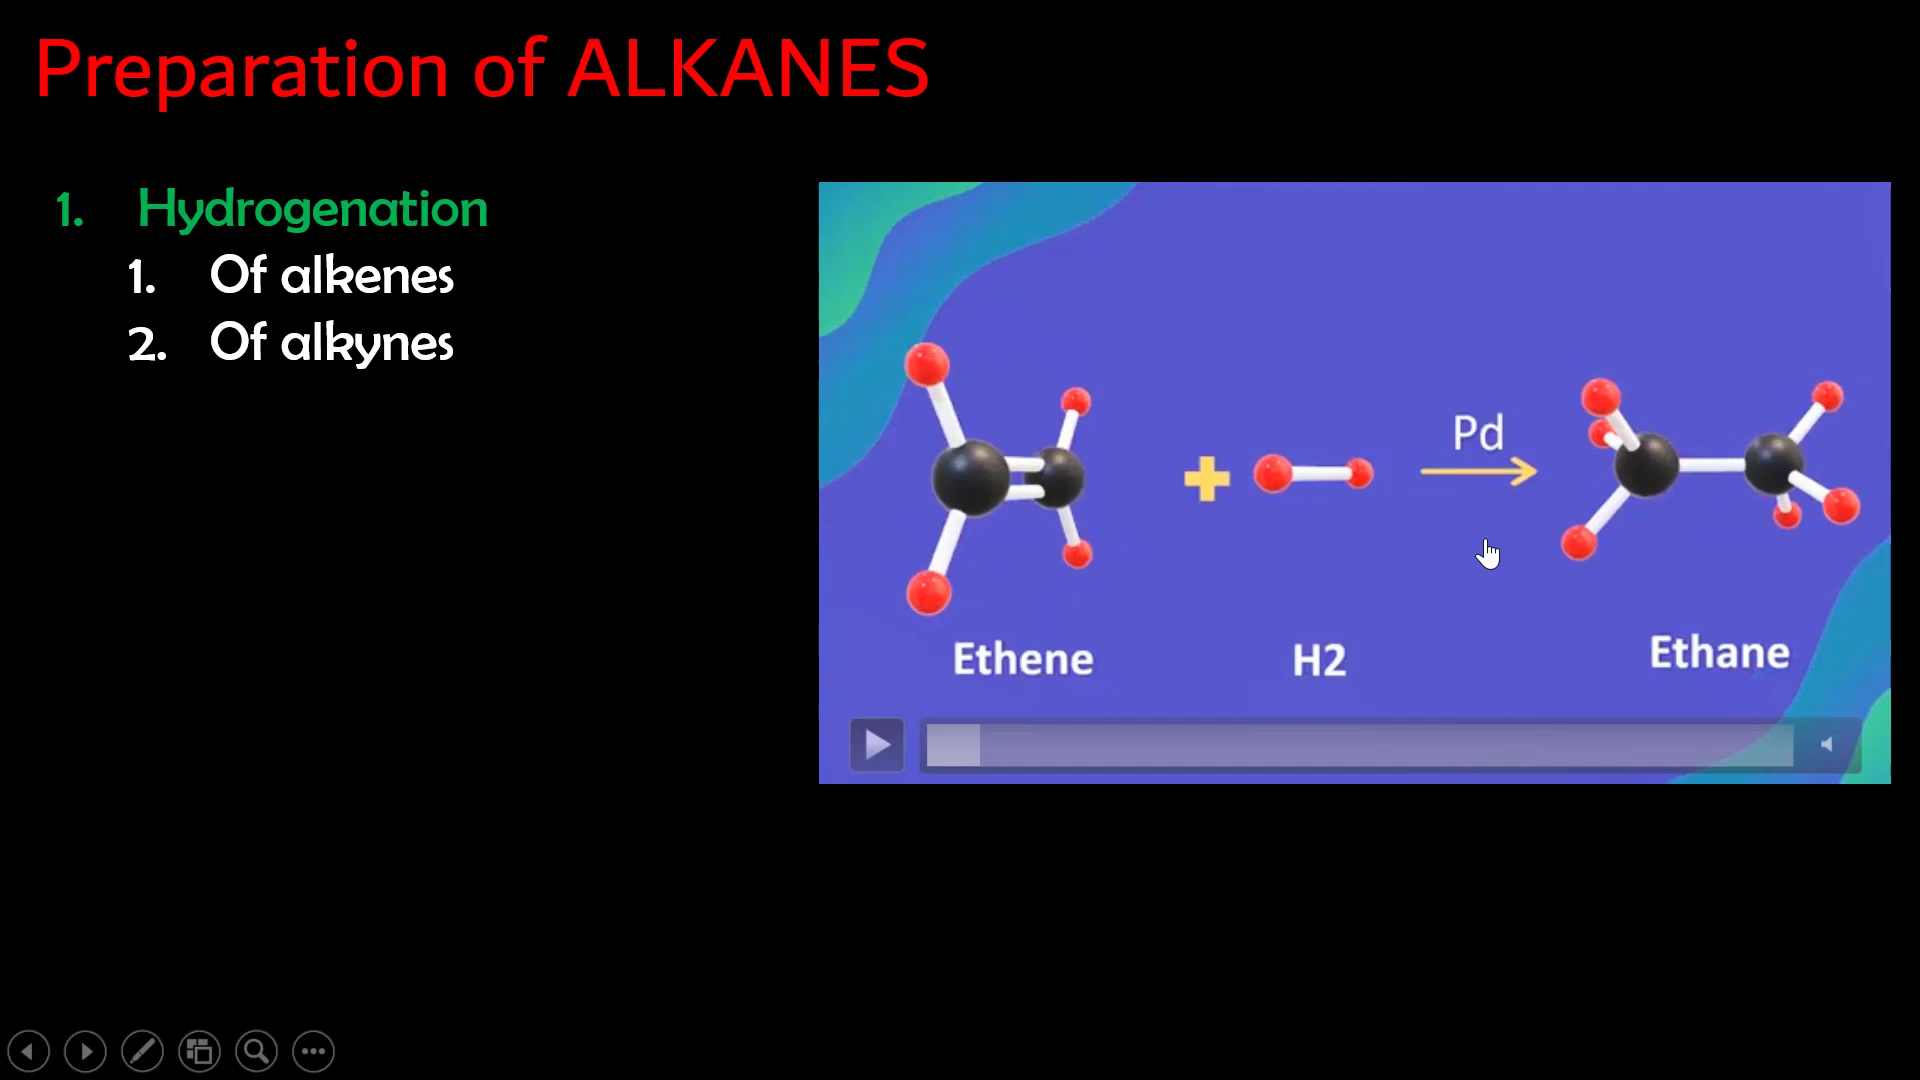 Preparation of ALKANES
1. Hydrogenation
1. Of alkenes
2. Of alkynes
Pd
Ethene
H2
Ethane